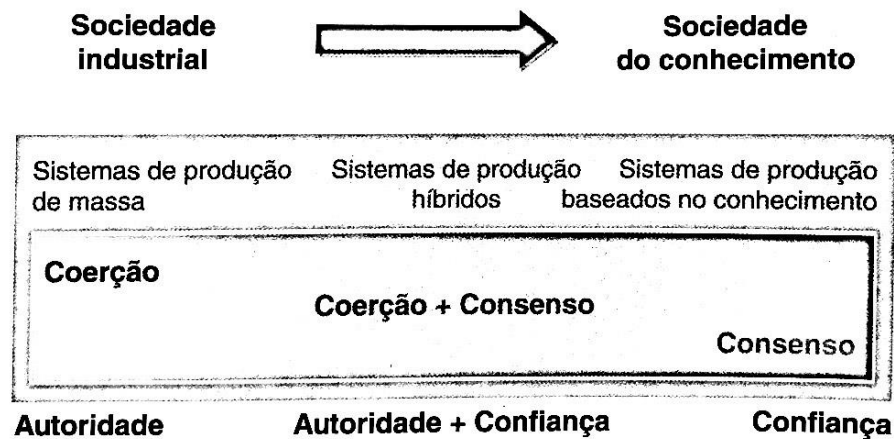 Sociedade
industrial
Sociedade
do conhecimento
Sistemas de produção
de massa
Sistemas de produção
híbridos
Sistemas de produção
baseados no conhecimento
Coerção
Coerção + Consenso
Consenso
Autoridade
Autoridade + Confiança
Confiança